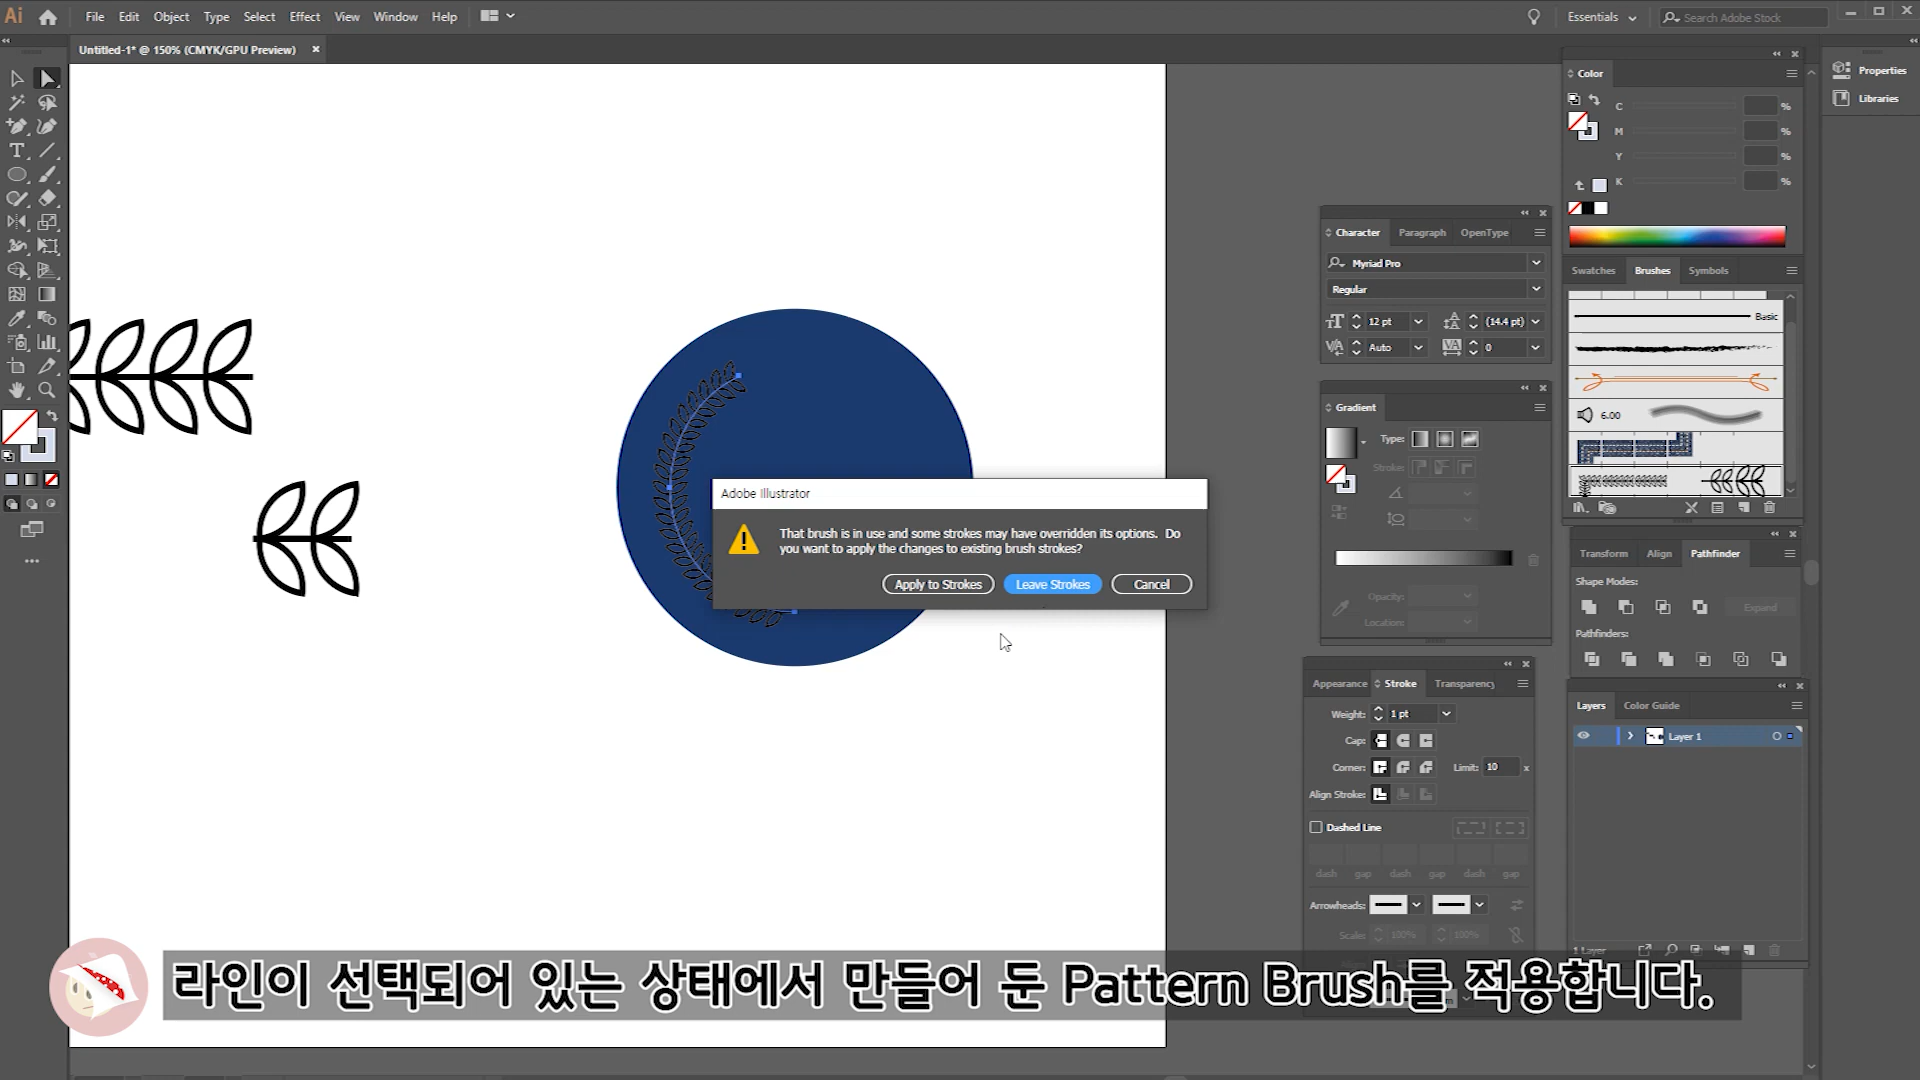 Ai File Edit Object Type Select Effect View Window Help Essentials Search Adobe Stock
Untitled-1* @ 150% (CMYK/GPU Preview)
Color
C %
M %
Y %
K %
Properties
Libraries
Character Paragraph OpenType
Myriad Pro
Regular
12 pt (14.4 pt)
Auto 0
Swatches Brushes Symbols
Basic
6.00
Gradient
Type:
Stroke:
Opacity:
Location:
Transform Align Pathfinder
Shape Modes:
Expand
Pathfinders:
Adobe Illustrator
That brush is in use and some strokes may have overridden its options. Do
you want to apply the changes to existing brush strokes?
Apply to Strokes Leave Strokes Cancel
Appearance Stroke Transparency
Weight: 1 pt
Cap:
Corner: Limit: 10 x
Align Stroke:
Dashed Line
dash gap dash gap dash gap
Arrowheads:
Scale: 100% 100%
Layers Color Guide
Layer 1
1 Layer
라인이 선택되어 있는 상태에서 만들어 둔 Pattern Brush를 적용합니다.